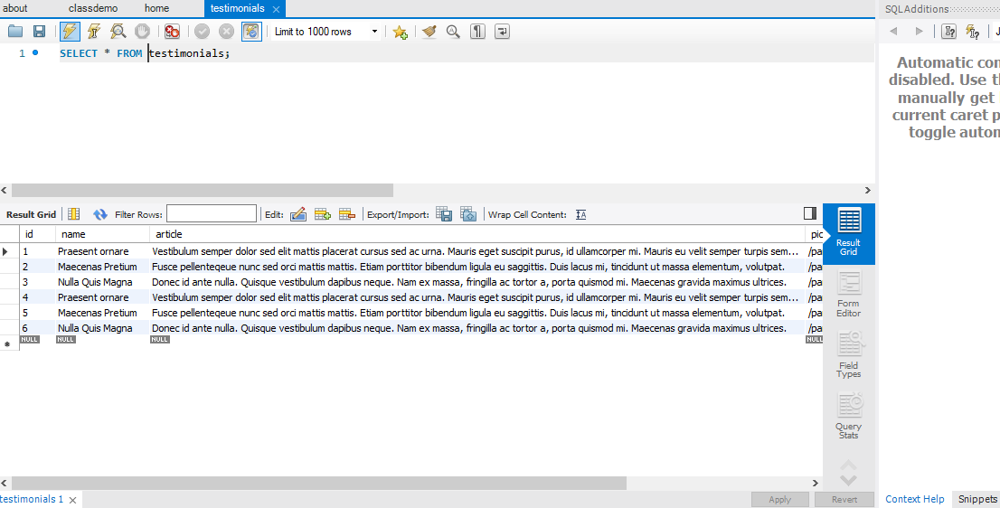 about classdemo home testimonials
SQLAdditions
Limit to 1000 rows
1 SELECT * FROM testimonials;
Automatic
disabled. Use
manually get
current caret
toggle
Result Grid Filter Rows: Edit: Export/Import: Wrap Cell Content:
id name article
1 Praesent ornare Vestibulum semper dolor sed elit mattis placerat cursus sed ac urna. Mauris eget suscipit purus, id ullamcorper mi. Mauris eu velit semper turpis sem... /pa
2 Maecenas Pretium Fusce pellenteqeue nunc sed orci mattis mattis. Etiam porttitor bibendum ligula eu saggittis. Duis lacus mi, tincidunt ut massa elementum, volutpat. /pa
3 Nulla Quis Magna Donec id ante nulla. Quisque vestibulum dapibus neque. Nam ex massa, fringilla ac tortor a, porta quismod mi. Maecenas gravida maximus ultrices. /pa
4 Praesent ornare Vestibulum semper dolor sed elit mattis placerat cursus sed ac urna. Mauris eget suscipit purus, id ullamcorper mi. Mauris eu velit semper turpis sem... /pa
5 Maecenas Pretium Fusce pellenteqeue nunc sed orci mattis mattis. Etiam porttitor bibendum ligula eu saggittis. Duis lacus mi, tincidunt ut massa elementum, volutpat. /pa
6 Nulla Quis Magna Donec id ante nulla. Quisque vestibulum dapibus neque. Nam ex massa, fringilla ac tortor a, porta quismod mi. Maecenas gravida maximus ultrices. /pa
NULL NULL NULL NULL
Result
Grid
Form
Editor
Field
Types
Query
Stats
testimonials 1 Apply Revert
Context Help Snippets